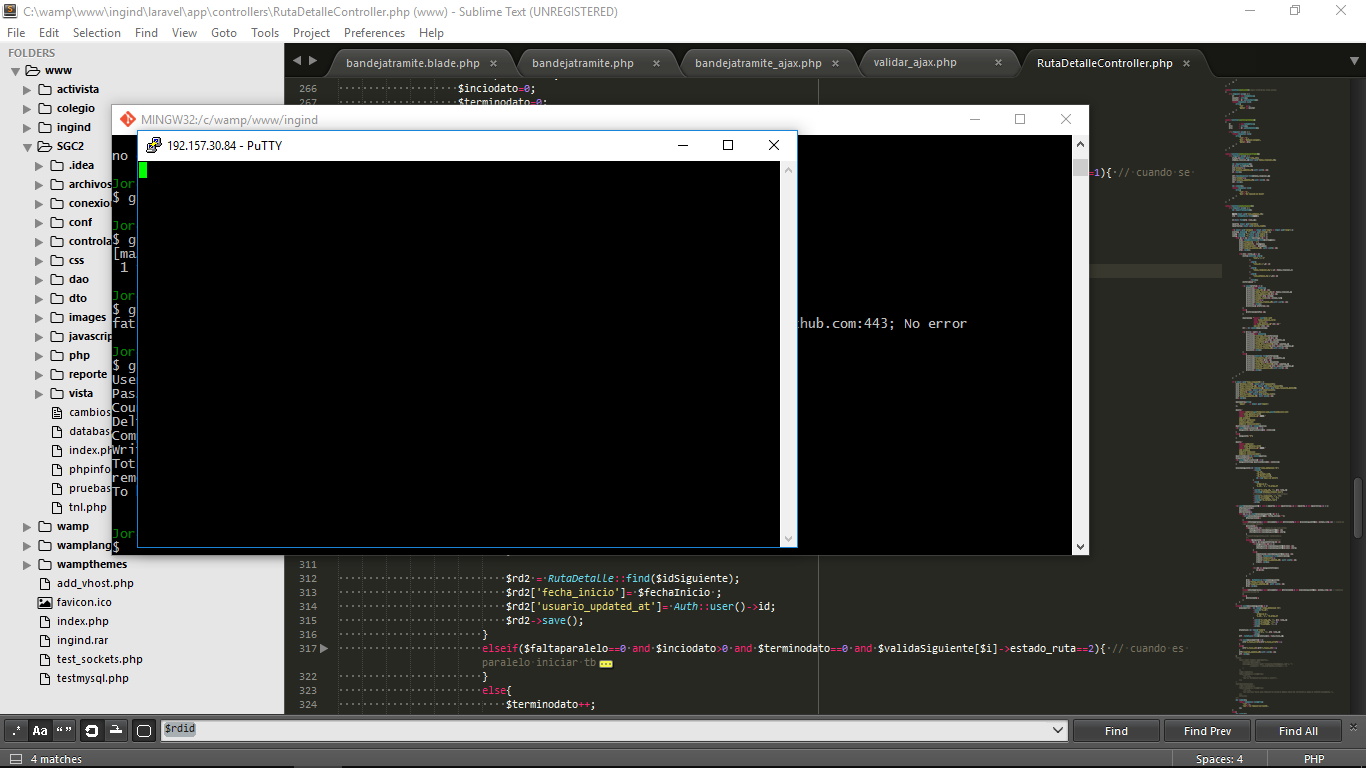 C:\wamp\www\ingind\laravel\app\controllers\RutaDetalleController.php (www) - Sublime Text (UNREGISTERED)
File Edit Selection Find View Goto Tools Project Preferences Help
FOLDERS
www
activista
colegio
ingind
SGC2
.idea
archivos
conexion
conf
controla
css
dao
dto
images
javascrip
php
reporte
vista
cambios
databas
index.ph
phpinfo
pruebas
tnl.php
wamp
wamplang
wampthemes
add_vhost.php
favicon.ico
index.php
ingind.rar
test_sockets.php
testmysql.php
bandejatramite.blade.php × bandejatramite.php × bandejatramite_ajax.php × validar_ajax.php × RutaDetalleController.php ×
266 $inciodato=0;
267 $terminodato=0;
=1){ // cuando se
MINGW32:/c/wamp/www/ingind
no
Jor
$ g
Jor
$ g
[ma
1
Jor
$ g
fat
hub.com:443; No error
Jor
$ g
Use
Pas
Cou
Del
Com
Wri
Tot
rem
To
Jor
$
192.157.30.84 - PuTTY
311
312 $rd2 = RutaDetalle::find($idSiguiente);
313 $rd2['fecha_inicio']= $fechaInicio ;
314 $rd2['usuario_updated_at']= Auth::user()->id;
315 $rd2->save();
316 }
317 elseif($faltaparalelo==0 and $inciodato>0 and $terminodato==0 and $validaSiguiente[$i]->estado_ruta==2){ // cuando es
paralelo iniciar tb
322 }
323 else{
324 $terminodato++;
.* Aa “” $rdid Find Find Prev Find All
4 matches Spaces: 4 PHP